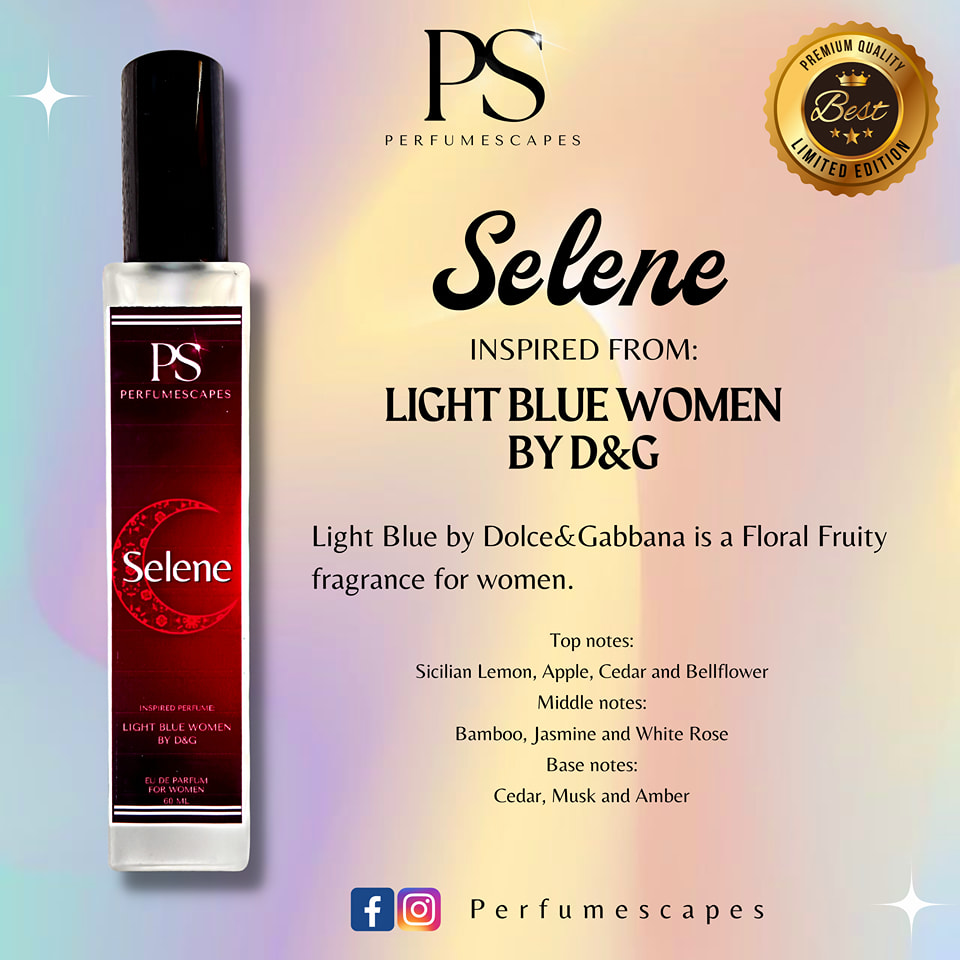 PS
PERFUMESCAPES
PREMIUM QUALITY
Best
LIMITED EDITION
Selene
INSPIRED FROM:
LIGHT BLUE WOMEN
BY D&G
Light Blue by Dolce&Gabbana is a Floral Fruity
fragrance for women.
Top notes:
Sicilian Lemon, Apple, Cedar and Bellflower
Middle notes:
Bamboo, Jasmine and White Rose
Base notes:
Cedar, Musk and Amber
Perfumescapes
PS
PERFUMESCAPES
Selene
INSPIRED PERFUME:
LIGHT BLUE WOMEN
BY D&G
EU DE PARFUM
FOR WOMEN
60 ML